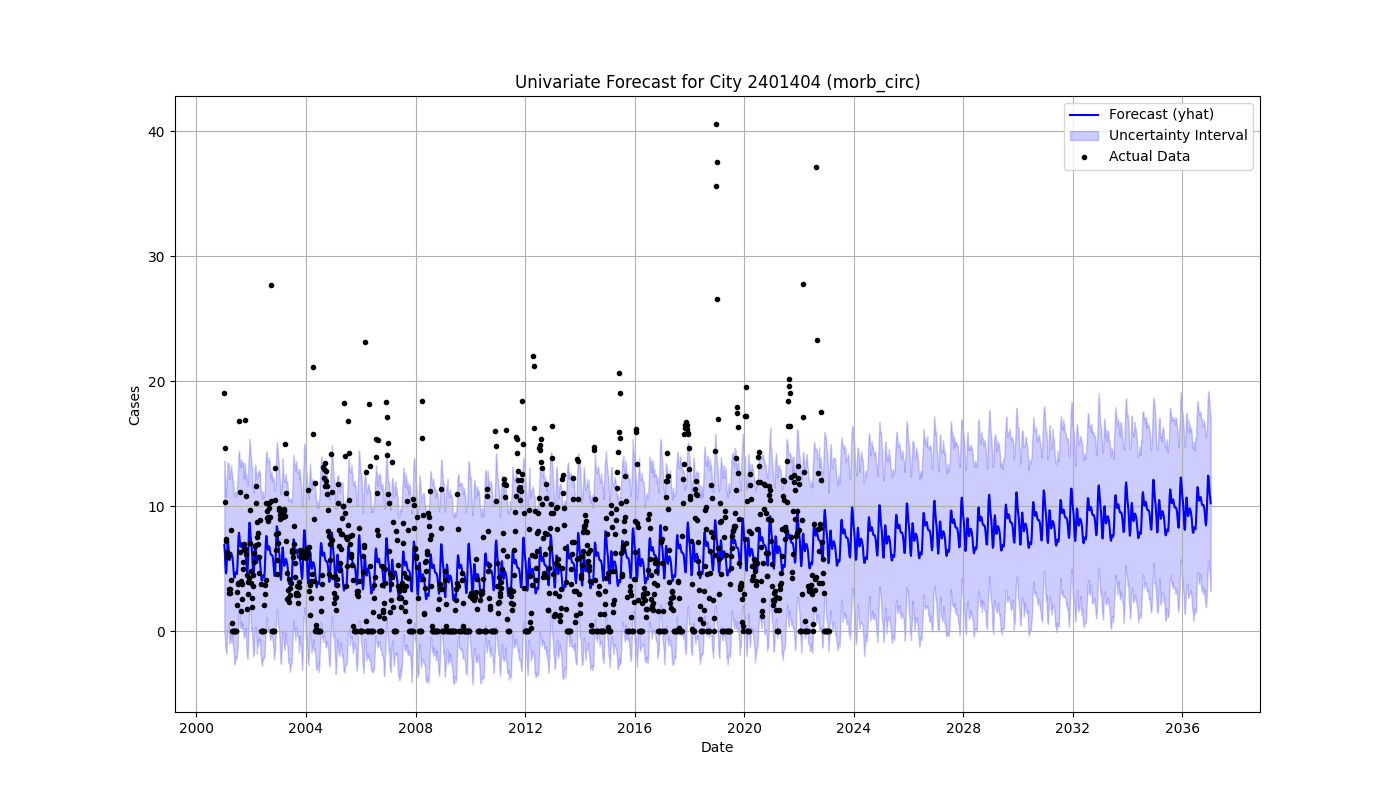 Univariate Forecast for City 2401404 (morb_circ)
Forecast (yhat)
Uncertainty Interval
Actual Data
Cases
40
30
20
10
0
2000 2004 2008 2012 2016 2020 2024 2028 2032 2036
Date